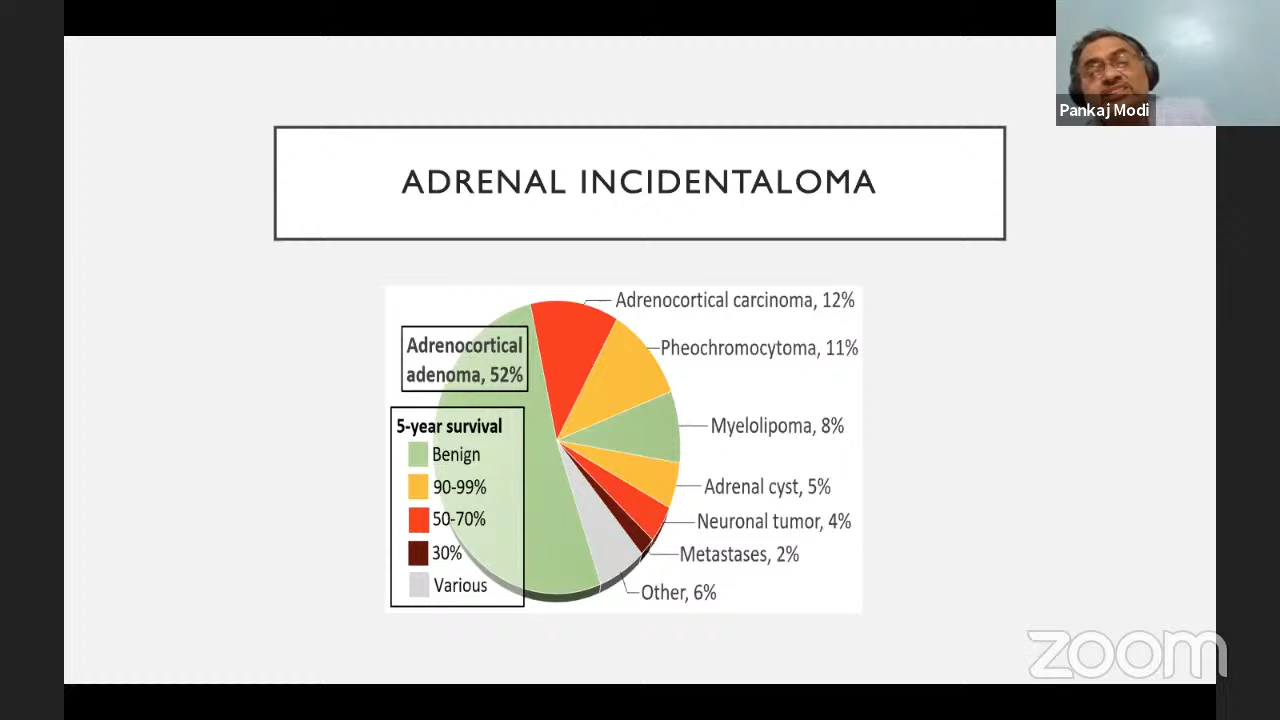 Pankaj Modi
ADRENAL INCIDENTALOMA
Adrenocortical carcinoma, 12%
Adrenocortical
adenoma, 52%
Pheochromocytoma, 11%
Myelolipoma, 8%
5-year survival
Benign
90-99%
50-70%
30%
Various
Adrenal cyst, 5%
Neuronal tumor, 4%
Metastases, 2%
Other, 6%
zoom